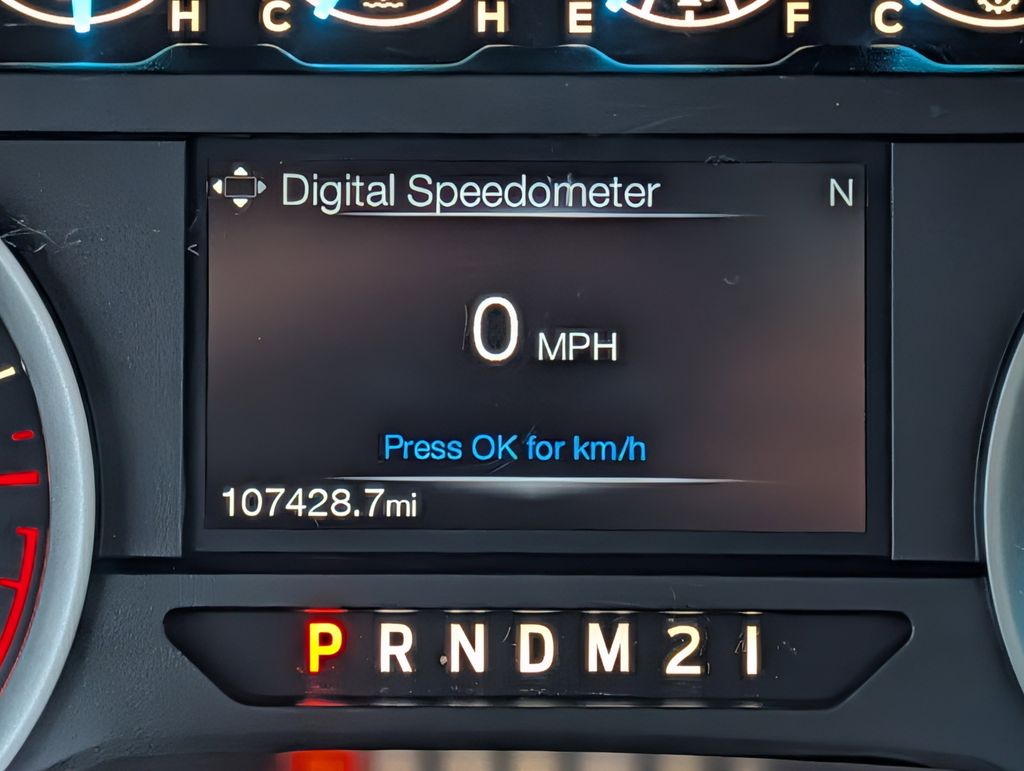 H C H E F C
Digital Speedometer N
0 MPH
Press OK for km/h
107428.7mi
P R N D M 2 1